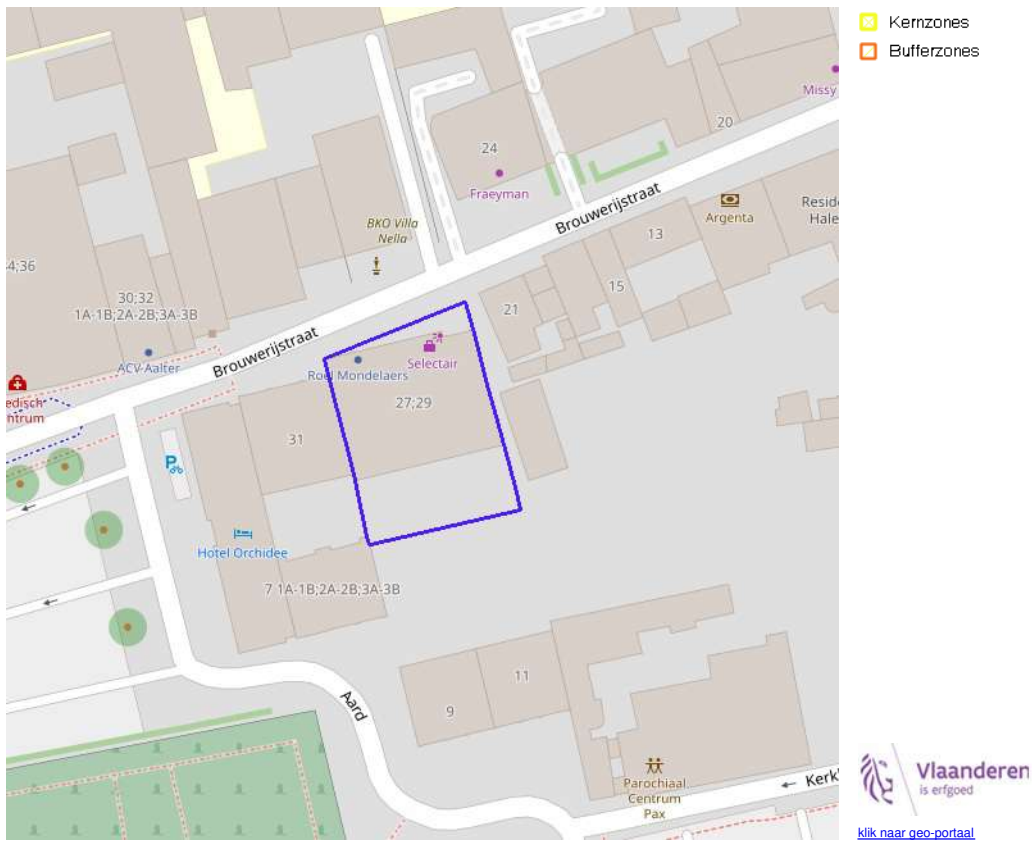 Kernzones
Bufferzones
Missy
20
24
Fraeyman
Brouwerijstraat
Argenta
Reside
Hale
13
BKO Villa
Nella
4;36
15
30;32
1A-1B;2A-2B;3A-3B
21
Brouwerijstraat
ACV-Aalter
Roel Mondelaers
Selectair
edisch
ntrum
27;29
31
P
Hotel Orchidee
7 1A-1B;2A-2B;3A-3B
11
9
Aard
Parochiaal
Centrum
Pax
← Kerk
Vlaanderen
is erfgoed
klik naar geo-portaal